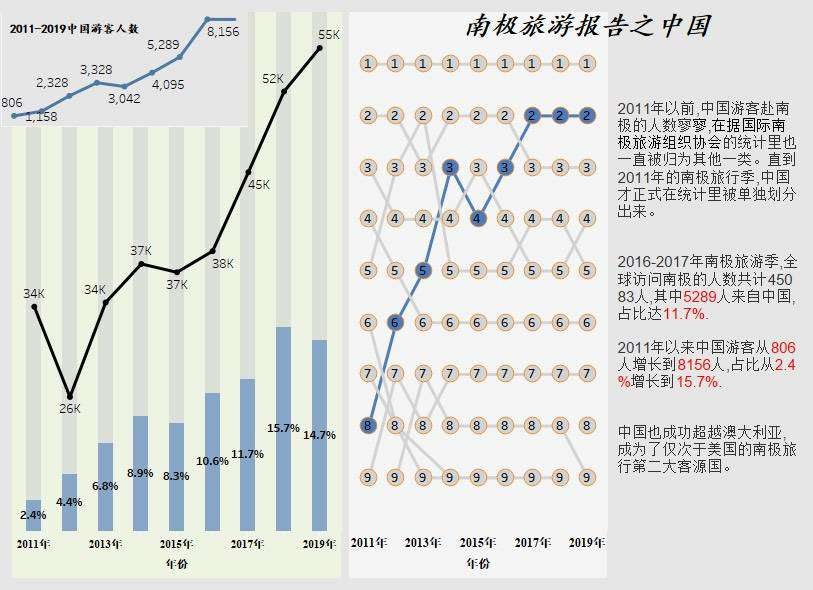 南极旅游报告之中国
2011-2019中国游客人数
806
1,158
2,328
3,328
3,042
4,095
5,289
8,156
34K
26K
34K
37K
37K
38K
45K
52K
55K
2.4%
4.4%
6.8%
8.9%
8.3%
10.6%
11.7%
15.7%
14.7%
2011年 2013年 2015年 2017年 2019年
年份
1 1 1 1 1 1 1 1 1
2 2 2 2 2 2 2 2 2
3 3 3 3 3 3 3 3 3
4 4 4 4 4 4 4 4 4
5 5 5 5 5 5 5 5 5
6 6 6 6 6 6 6 6 6
7 7 7 7 7 7 7 7 7
8 8 8 8 8 8 8 8 8
9 9 9 9 9 9 9 9 9
2011年 2013年 2015年 2017年 2019年
年份
2011年以前,中国游客赴南
极的人数寥寥,在据国际南
极旅游组织协会的统计里也
一直被归为其他一类。直到
2011年的南极旅行季,中国
才正式在统计里被单独划分
出来。
2016-2017年南极旅游季,全
球访问南极的人数共计450
83人,其中5289人来自中国,
占比达11.7%.
2011年以来中国游客从806
人增长到8156人,占比从2.4
%增长到15.7%.
中国也成功超越澳大利亚,
成为了仅次于美国的南极旅
行第二大客源国。